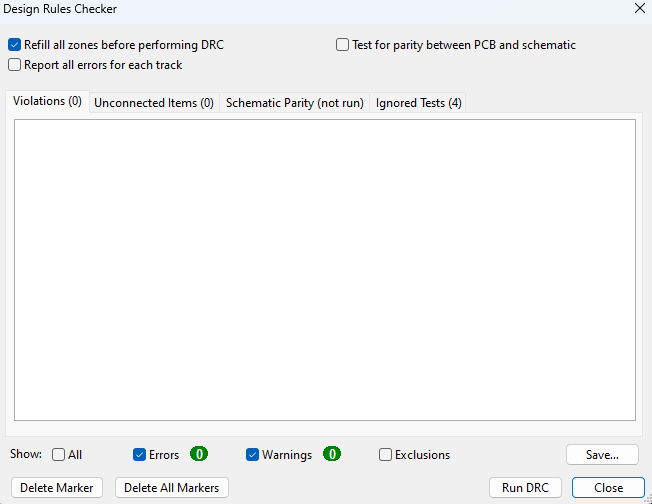 Design Rules Checker
Refill all zones before performing DRC
Test for parity between PCB and schematic
Report all errors for each track
Violations (0) Unconnected Items (0) Schematic Parity (not run) Ignored Tests (4)
Show: All Errors 0 Warnings 0 Exclusions Save...
Delete Marker Delete All Markers Run DRC Close